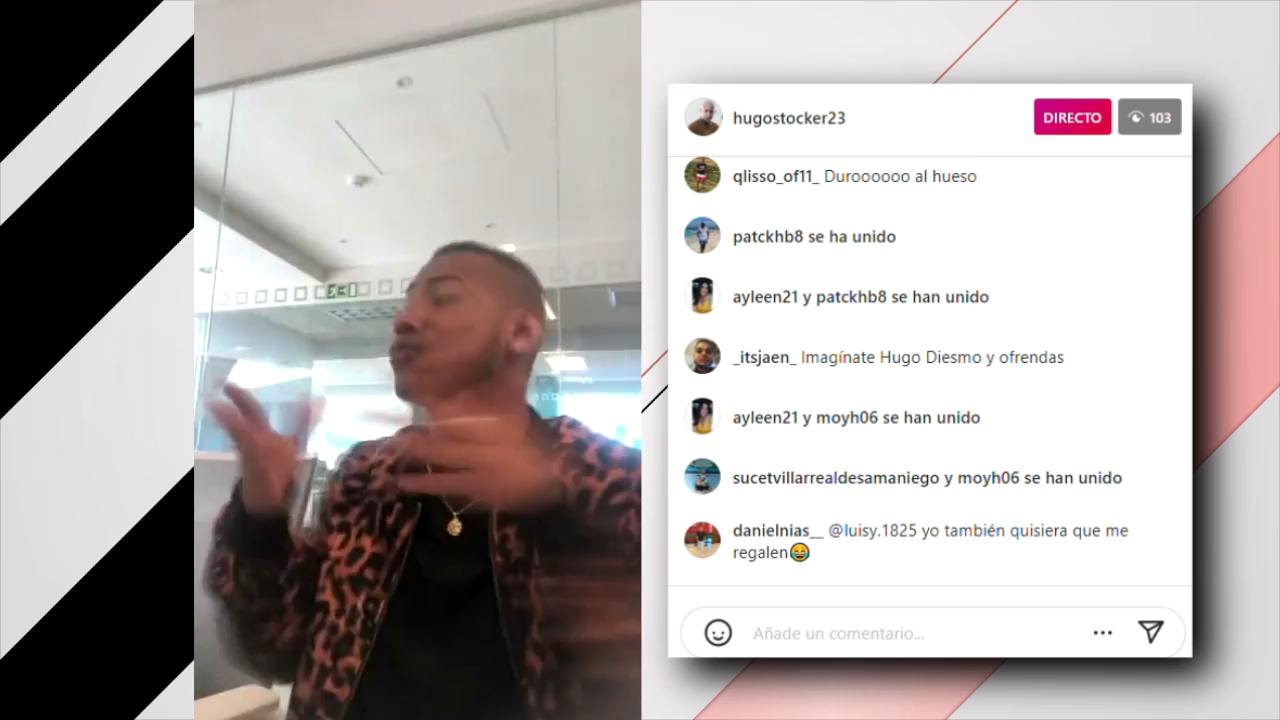 hugostocker23
DIRECTO
103
qlisso_of11_ Duroooooo al hueso
patckhb8 se ha unido
ayleen21 y patckhb8 se han unido
_itsjaen_ Imagínate Hugo Diesmo y ofrendas
ayleen21 y moyh06 se han unido
sucetvillarrealdesamaniego y moyh06 se han unido
danielnias__ @luisy.1825 yo también quisiera que me
regalen😂
Añade un comentario...